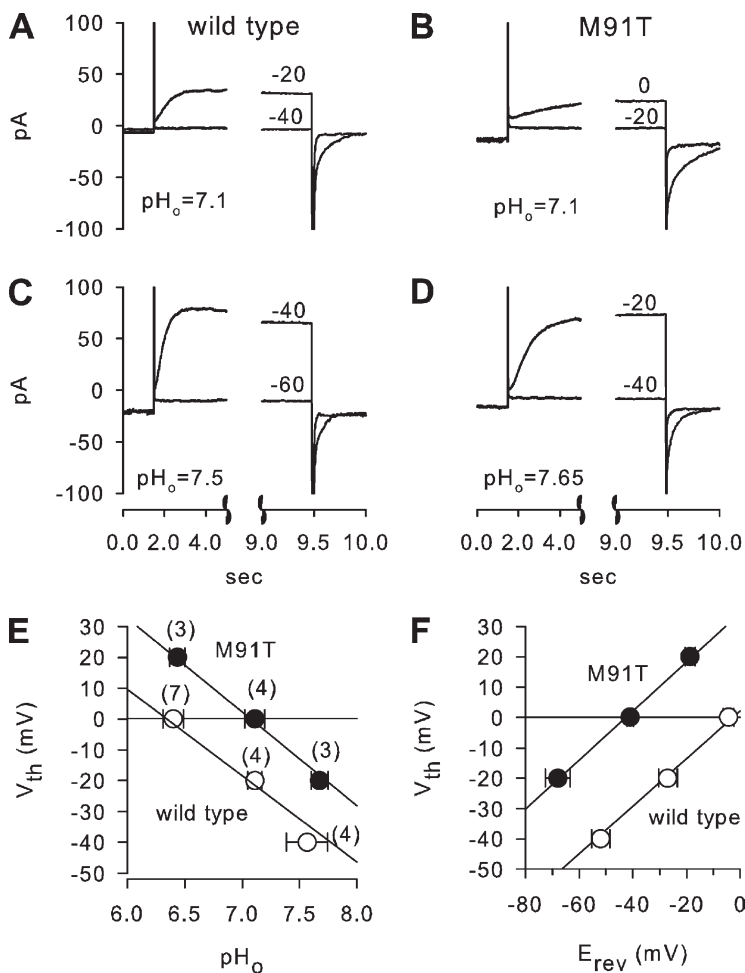 A wild type B M91T
100
50
0
-50
-100
pA
-20
-40
pHo=7.1
0
-20
pHo=7.1
C D
100
50
0
-50
-100
pA
-40
-60
pHo=7.5
-20
-40
pHo=7.65
0.0 2.0 4.0 9.0 9.5 10.0
sec
0.0 2.0 4.0 9.0 9.5 10.0
sec
E
30
20
10
0
-10
-20
-30
-40
-50
Vth (mV)
(3) M91T
(7) (4)
(4) (3)
wild type (4)
6.0 6.5 7.0 7.5 8.0
pHo
F
30
20
10
0
-10
-20
-30
-40
-50
Vth (mV)
M91T
wild type
-80 -60 -40 -20 0
Erev (mV)